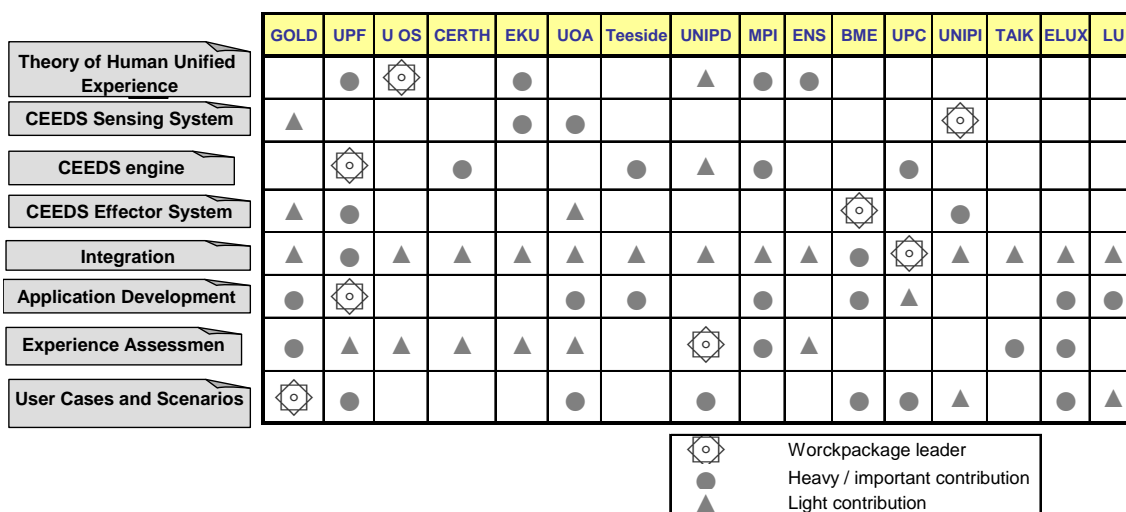 GOLD UPF U OS CERTH EKU UOA Teeside UNIPD MPI ENS BME UPC UNIPI TAIK ELUX LU
Theory of Human Unified
Experience
CEEDS Sensing System
CEEDS engine
CEEDS Effector System
Integration
Application Development
Experience Assessmen
User Cases and Scenarios
Worckpackage leader
Heavy / important contribution
Light contribution